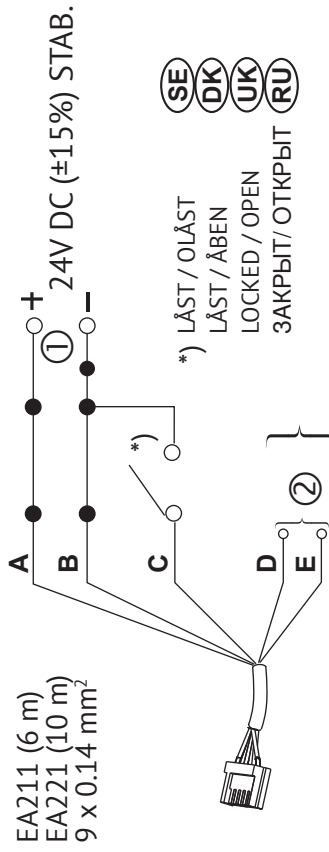 EA211 (6 m)
EA221 (10 m)
9 x 0.14 mm²
A
B
C
D
E
+
–
①
24V DC (±15%) STAB.
*)
②
*) LÅST / OLÅST
LÅST / ÅBEN
LOCKED / OPEN
ЗАКРЫТ/ ОТКРЫТ
SE
DK
UK
RU